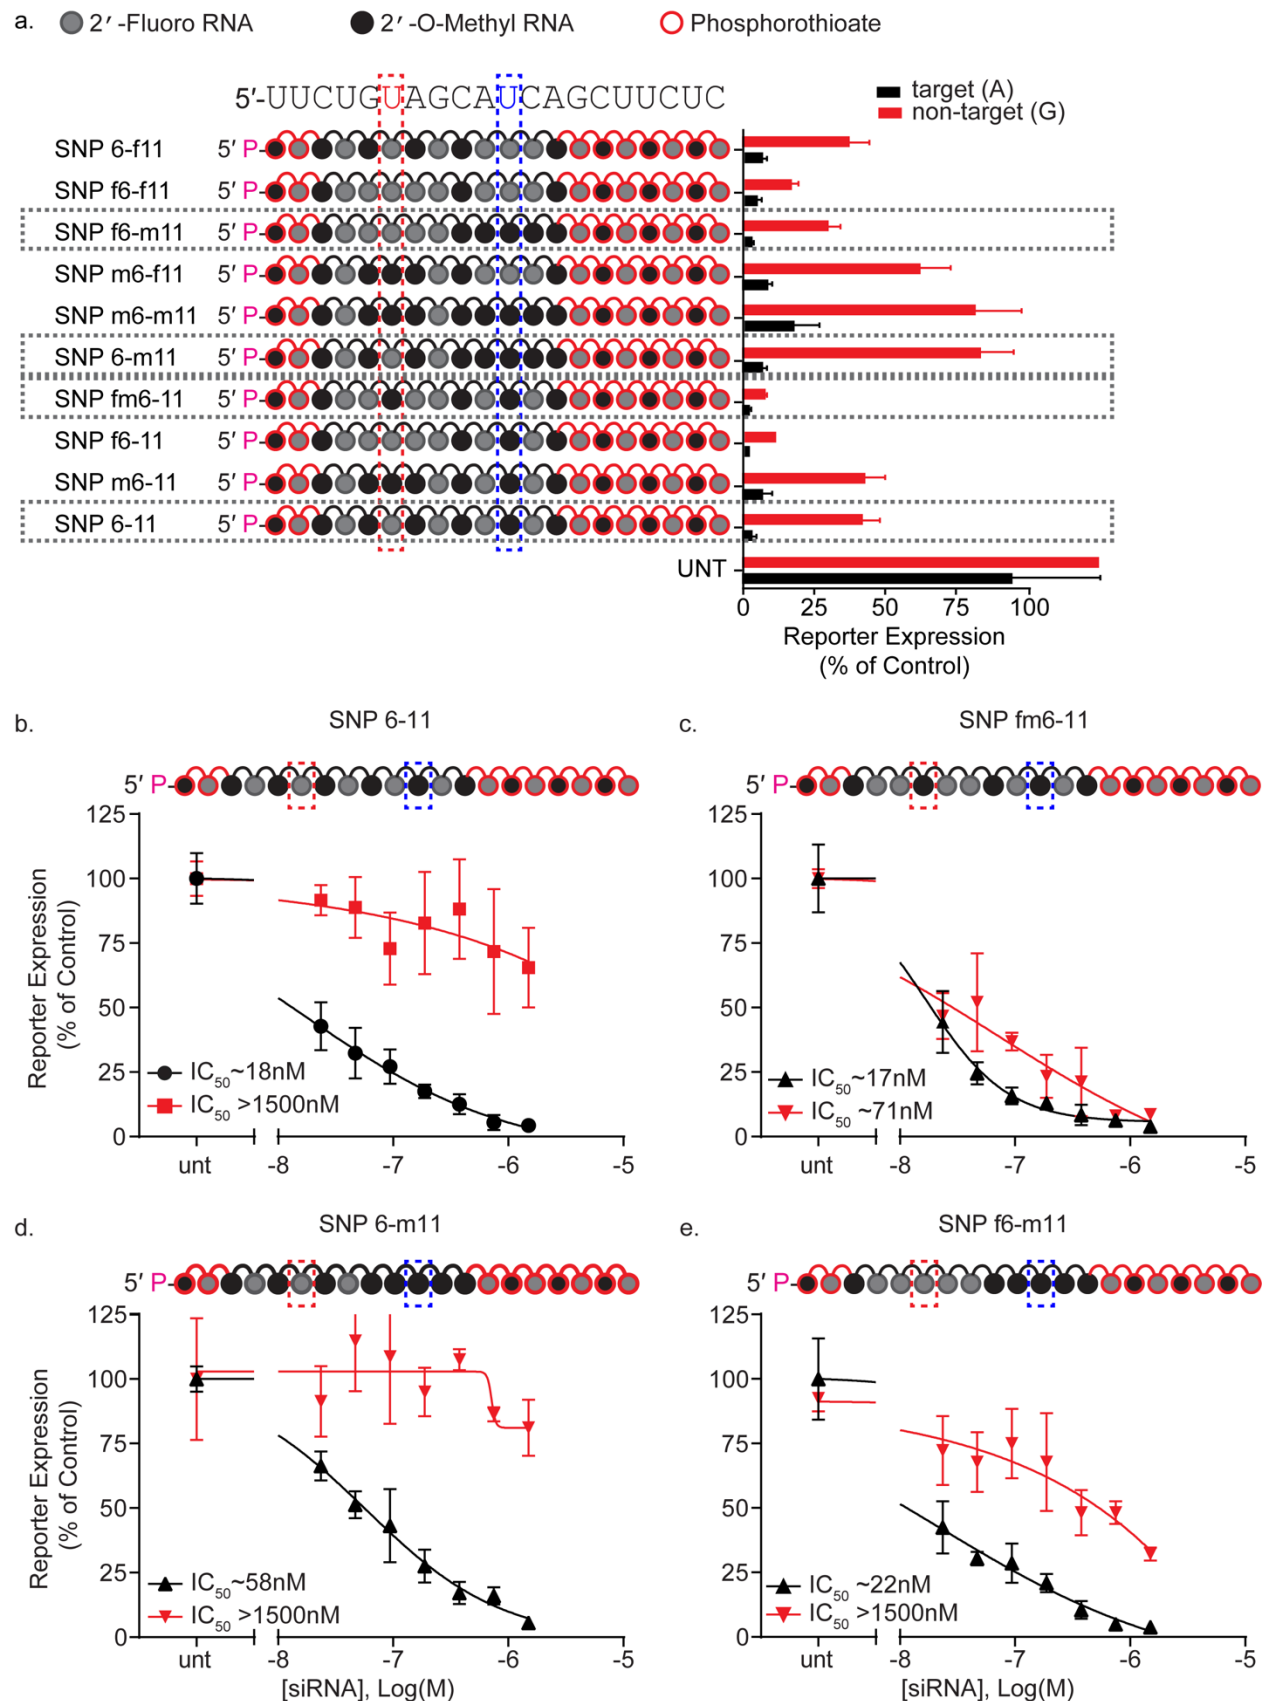 a. 2′-Fluoro RNA 2′-O-Methyl RNA Phosphorothioate
5′-UUCUGUAGCAUCAGCUUCUC
target (A)
non-target (G)
SNP 6-f11 5′ P
SNP f6-f11 5′ P
SNP f6-m11 5′ P
SNP m6-f11 5′ P
SNP m6-m11 5′ P
SNP 6-m11 5′ P
SNP fm6-11 5′ P
SNP f6-11 5′ P
SNP m6-11 5′ P
SNP 6-11 5′ P
UNT
0 25 50 75 100
Reporter Expression
(% of Control)
b. SNP 6-11
5′ P
125
100
75
50
25
0
Reporter Expression
(% of Control)
IC50~18nM
IC50 >1500nM
unt -8 -7 -6 -5
c. SNP fm6-11
5′ P
125
100
75
50
25
0
IC50~17nM
IC50 ~71nM
unt -8 -7 -6 -5
d. SNP 6-m11
5′ P
125
100
75
50
25
0
Reporter Expression
(% of Control)
IC50~58nM
IC50 >1500nM
unt -8 -7 -6 -5
[siRNA], Log(M)
e. SNP f6-m11
5′ P
125
100
75
50
25
0
IC50~22nM
IC50 >1500nM
unt -8 -7 -6 -5
[siRNA], Log(M)